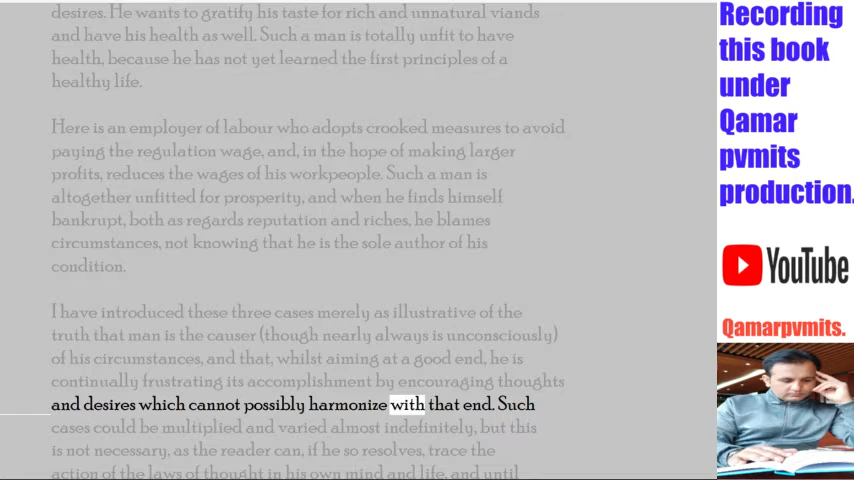 desires. He wants to gratify his taste for rich and unnatural viands
and have his health as well. Such a man is totally unfit to have
health, because he has not yet learned the first principles of a
healthy life.
Here is an employer of labour who adopts crooked measures to avoid
paying the regulation wage, and, in the hope of making larger
profits, reduces the wages of his workpeople. Such a man is
altogether unfitted for prosperity, and when he finds himself
bankrupt, both as regards reputation and riches, he blames
circumstances, not knowing that he is the sole author of his
condition.
I have introduced these three cases merely as illustrative of the
truth that man is the causer (though nearly always is unconsciously)
of his circumstances, and that, whilst aiming at a good end, he is
continually frustrating its accomplishment by encouraging thoughts
and desires which cannot possibly harmonize with that end. Such
cases could be multiplied and varied almost indefinitely, but this
is not necessary, as the reader can, if he so resolves, trace the
action of the laws of thought in his own mind and life, and until
Recording
this book
under
Qamar
pvmits
production.
YouTube
Qamarpvmits.